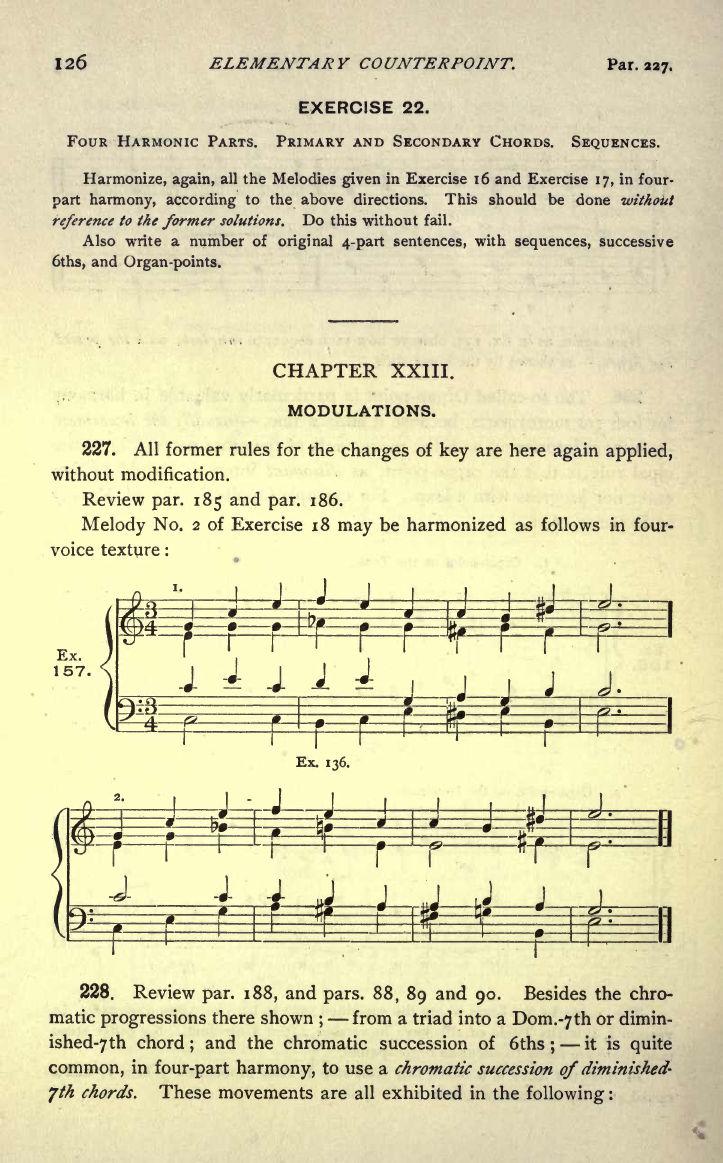 126 ELEMENTARY COUNTERPOINT. Par. 227.
EXERCISE 22.
FOUR HARMONIC PARTS. PRIMARY AND SECONDARY CHORDS. SEQUENCES.
Harmonize, again, all the Melodies given in Exercise 16 and Exercise 17, in four-
part harmony, according to the above directions. This should be done without
reference to the former solutions. Do this without fail.
Also write a number of original 4-part sentences, with sequences, successive
6ths, and Organ-points.
CHAPTER XXIII.
MODULATIONS.
227. All former rules for the changes of key are here again applied,
without modification.
Review par. 185 and par. 186.
Melody No. 2 of Exercise 18 may be harmonized as follows in four-
voice texture :
1.
3
4
Ex.
157.
3
4
Ex. 136.
2.
228. Review par. 188, and pars. 88, 89 and 90. Besides the chro-
matic progressions there shown ; — from a triad into a Dom.-7th or dimin-
ished-7th chord ; and the chromatic succession of 6ths ; — it is quite
common, in four-part harmony, to use a chromatic succession of diminished-
7th chords. These movements are all exhibited in the following :